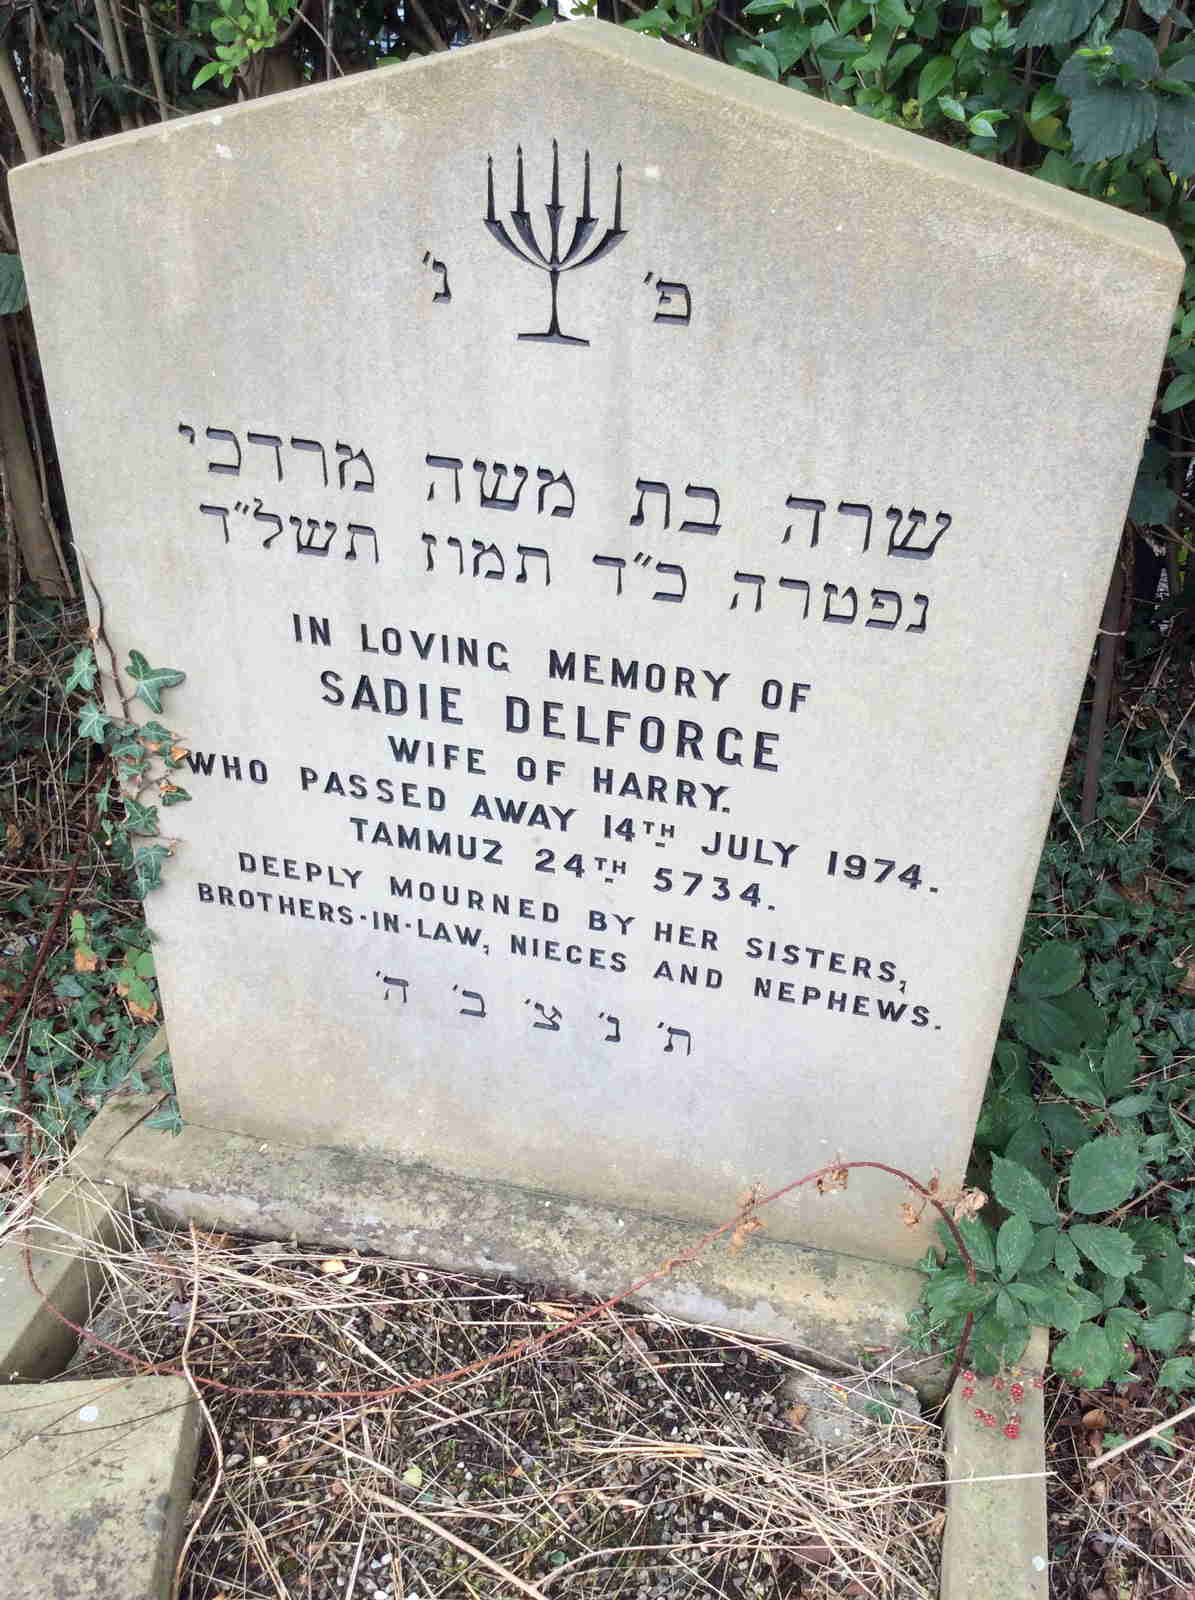 פ׳ נ׳
שרה בת משה מרדכי
נפטרה כ״ד תמוז תשל״ד
IN LOVING MEMORY OF
SADIE DELFORGE
WIFE OF HARRY.
WHO PASSED AWAY 14TH JULY 1974.
TAMMUZ 24TH 5734.
DEEPLY MOURNED BY HER SISTERS,
BROTHERS-IN-LAW, NIECES AND NEPHEWS.
ת׳ נ׳ צ׳ ב׳ ה׳